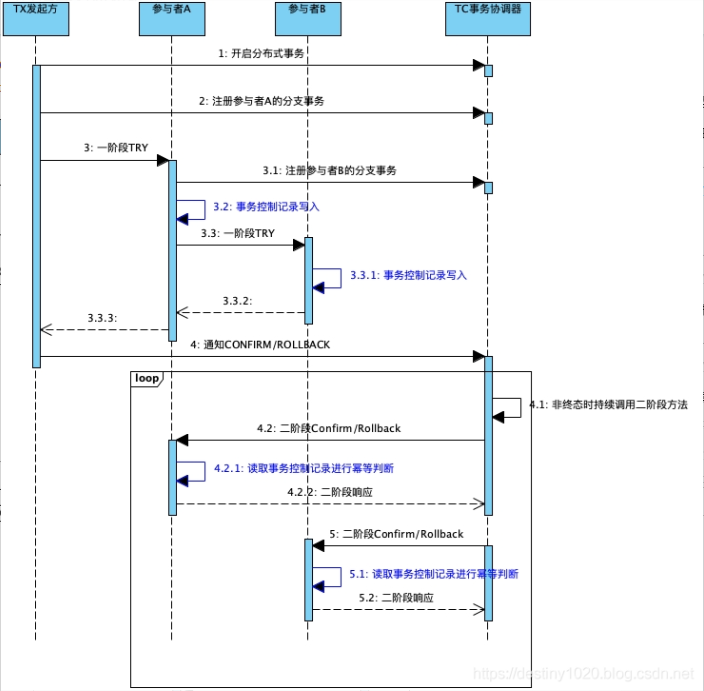 TX发起方
参与者A
参与者B
TC事务协调器
1: 开启分布式事务
2: 注册参与者A的分支事务
3: 一阶段TRY
3.1: 注册参与者B的分支事务
3.2: 事务控制记录写入
3.3: 一阶段TRY
3.3.1: 事务控制记录写入
3.3.2:
3.3.3:
4: 通知CONFIRM/ROLLBACK
loop
4.1: 非终态时持续调用二阶段方法
4.2: 二阶段Confirm/Rollback
4.2.1: 读取事务控制记录进行幂等判断
4.2.2: 二阶段响应
5: 二阶段Confirm/Rollback
5.1: 读取事务控制记录进行幂等判断
5.2: 二阶段响应
https://destiny1020.blog.csdn.net